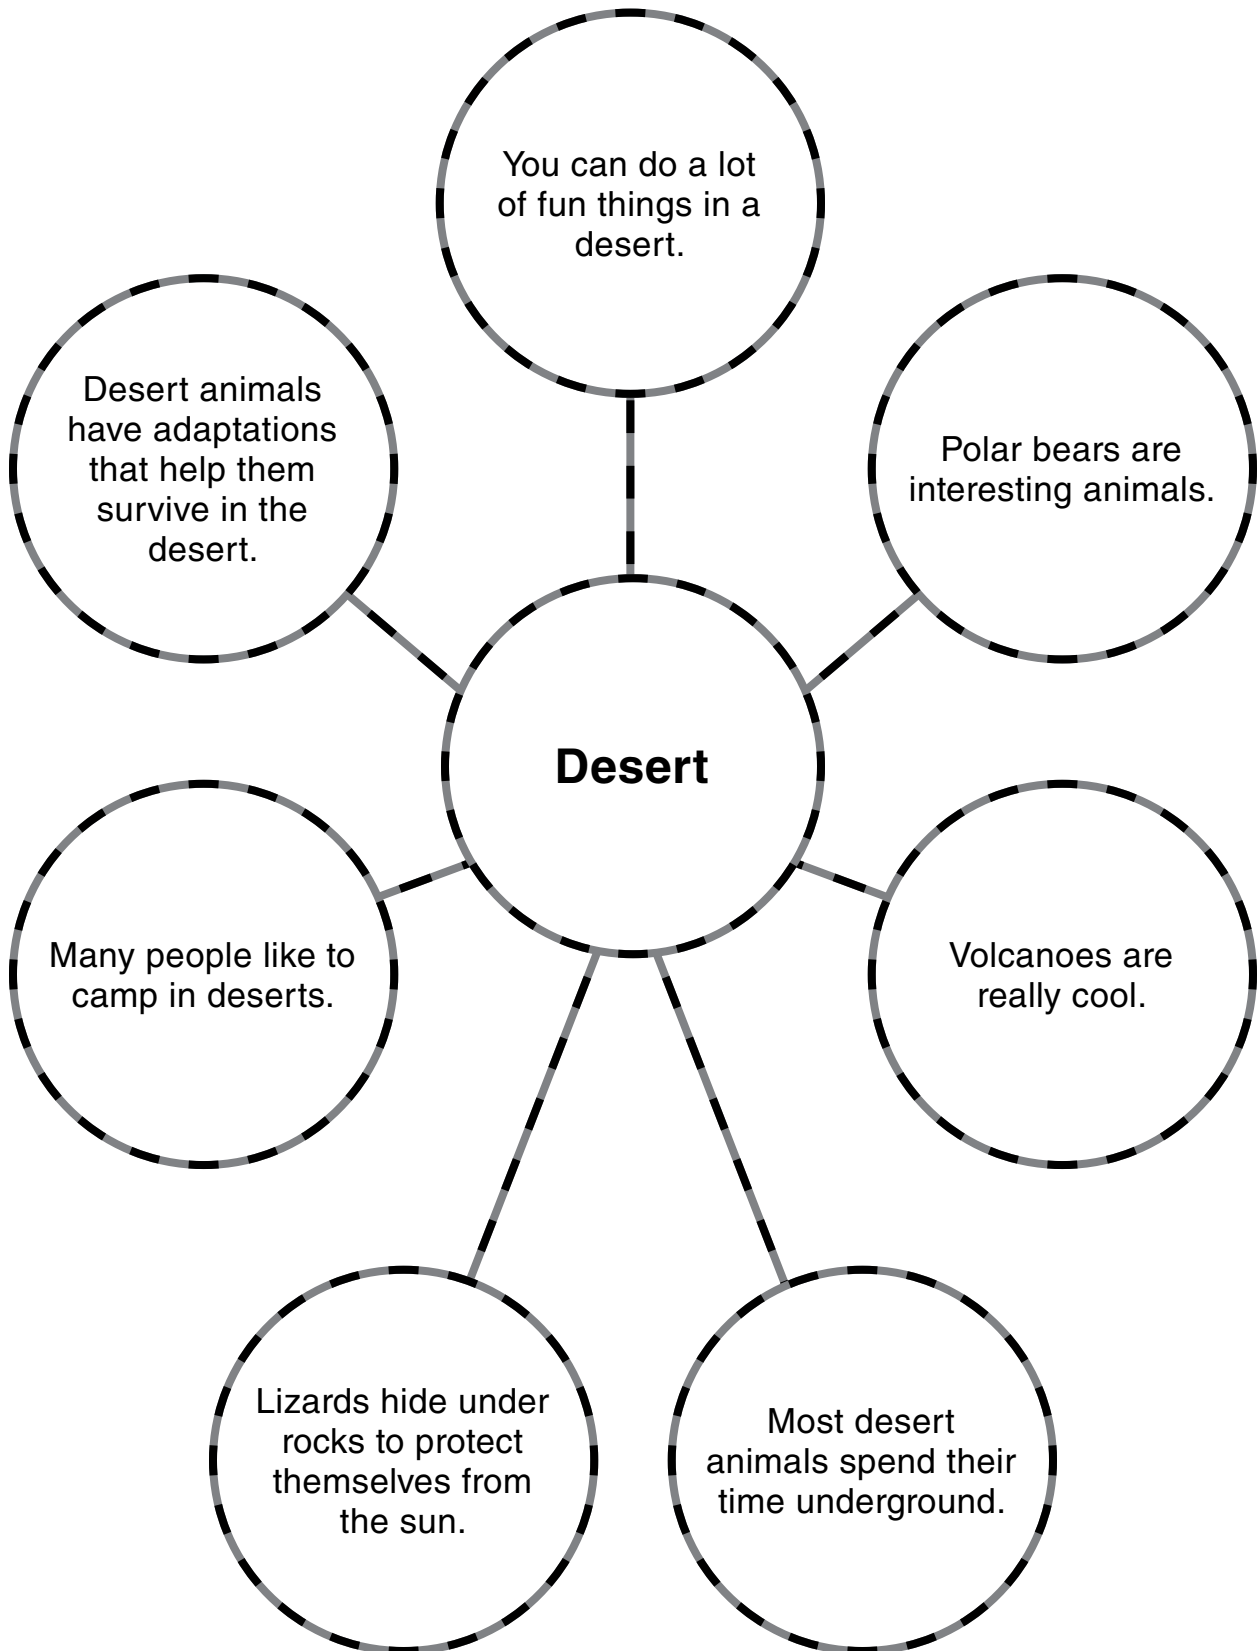 You can do a lot
of fun things in a
desert.
Desert animals
have adaptations
that help them
survive in the
desert.
Polar bears are
interesting animals.
Desert
Many people like to
camp in deserts.
Volcanoes are
really cool.
Lizards hide under
rocks to protect
themselves from
the sun.
Most desert
animals spend their
time underground.